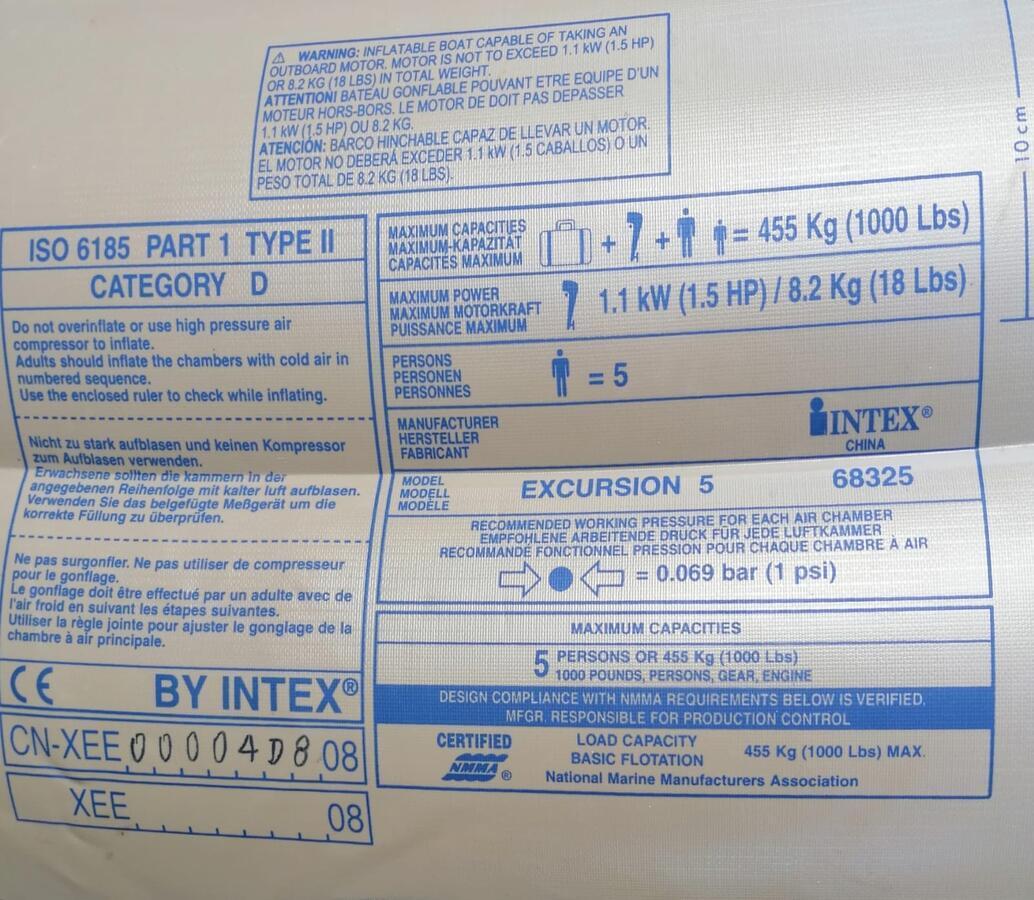 ⚠ WARNING: INFLATABLE BOAT CAPABLE OF TAKING AN
OUTBOARD MOTOR. MOTOR IS NOT TO EXCEED 1.1 kW (1.5 HP)
OR 8.2 KG (18 LBS) IN TOTAL WEIGHT.
ATTENTION! BATEAU GONFLABLE POUVANT ETRE EQUIPE D'UN
MOTEUR HORS-BORS. LE MOTOR DE DOIT PAS DEPASSER
1.1 kW (1.5 HP) OU 8.2 KG.
ATENCIÓN: BARCO HINCHABLE CAPAZ DE LLEVAR UN MOTOR.
EL MOTOR NO DEBERÁ EXCEDER 1.1 kW (1.5 CABALLOS) O UN
PESO TOTAL DE 8.2 KG (18 LBS).
10 cm
ISO 6185 PART 1 TYPE II
CATEGORY D
Do not overinflate or use high pressure air
compressor to inflate.
Adults should inflate the chambers with cold air in
numbered sequence.
Use the enclosed ruler to check while inflating.
Nicht zu stark aufblasen und keinen Kompressor
zum Aufblasen verwenden.
Erwachsene sollten die kammern in der
angegebenen Reihenfolge mit kalter luft aufblasen.
Verwenden Sie das beigefügte Meßgerät um die
korrekte Füllung zu überprüfen.
Ne pas surgonfler. Ne pas utiliser de compresseur
pour le gonflage.
Le gonflage doit être effectué par un adulte avec de
l'air froid en suivant les étapes suivantes.
Utiliser la règle jointe pour ajuster le gonglage de la
chambre à air principale.
CE BY INTEX®
CN-XEE 00004D8 08
XEE 08
MAXIMUM CAPACITIES
MAXIMUM-KAPAZITÄT
CAPACITES MAXIMUM
+ + = 455 Kg (1000 Lbs)
MAXIMUM POWER
MAXIMUM MOTORKRAFT
PUISSANCE MAXIMUM
1.1 kW (1.5 HP) / 8.2 Kg (18 Lbs)
PERSONS
PERSONEN
PERSONNES
= 5
MANUFACTURER
HERSTELLER
FABRICANT
INTEX®
CHINA
MODEL
MODELL
MODÈLE
EXCURSION 5 68325
RECOMMENDED WORKING PRESSURE FOR EACH AIR CHAMBER
EMPFOHLENE ARBEITENDE DRUCK FÜR JEDE LUFTKAMMER
RECOMMANDÉ FONCTIONNEL PRESSION POUR CHAQUE CHAMBRE À AIR
= 0.069 bar (1 psi)
MAXIMUM CAPACITIES
5 PERSONS OR 455 Kg (1000 Lbs)
1000 POUNDS, PERSONS, GEAR, ENGINE
DESIGN COMPLIANCE WITH NMMA REQUIREMENTS BELOW IS VERIFIED.
MFGR. RESPONSIBLE FOR PRODUCTION CONTROL
CERTIFIED
NMMA®
LOAD CAPACITY
BASIC FLOTATION
455 Kg (1000 Lbs) MAX.
National Marine Manufacturers Association